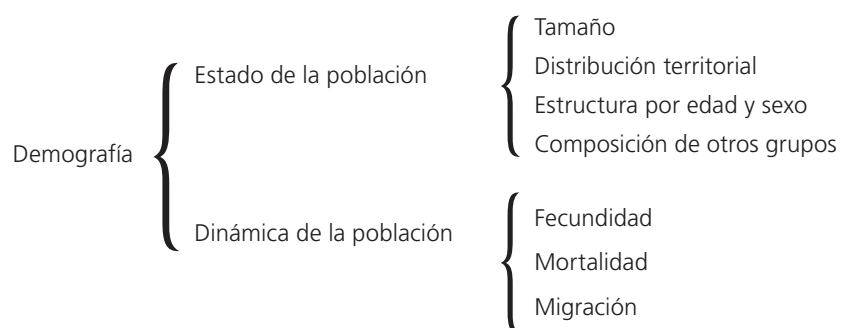 Demografía
Estado de la población
Tamaño
Distribución territorial
Estructura por edad y sexo
Composición de otros grupos
Dinámica de la población
Fecundidad
Mortalidad
Migración